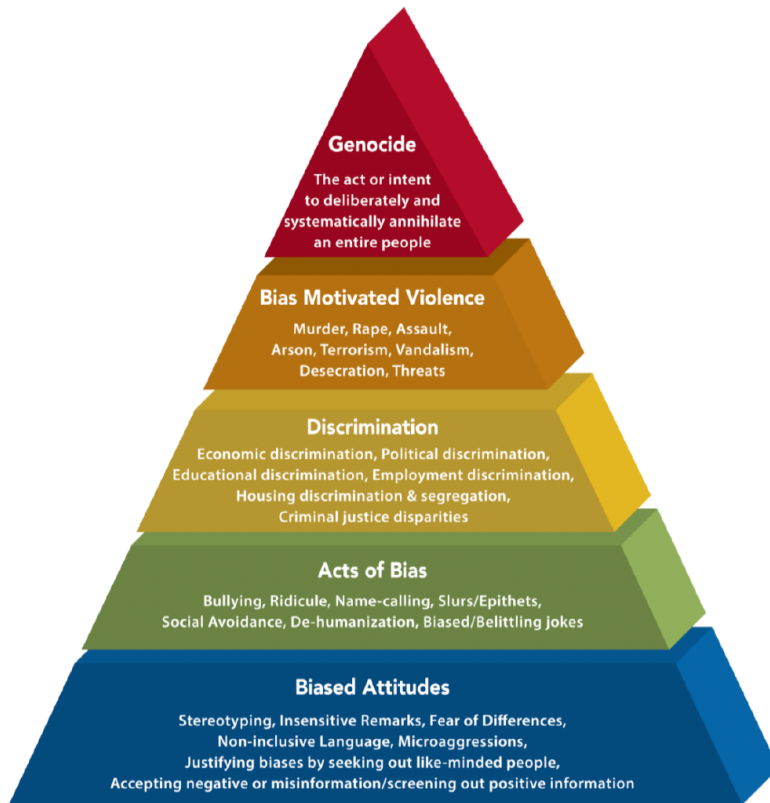 Genocide
The act or intent
to deliberately and
systematically annihilate
an entire people
Bias Motivated Violence
Murder, Rape, Assault,
Arson, Terrorism, Vandalism,
Desecration, Threats
Discrimination
Economic discrimination, Political discrimination,
Educational discrimination, Employment discrimination,
Housing discrimination & segregation,
Criminal justice disparities
Acts of Bias
Bullying, Ridicule, Name-calling, Slurs/Epithets,
Social Avoidance, De-humanization, Biased/Belittling jokes
Biased Attitudes
Stereotyping, Insensitive Remarks, Fear of Differences,
Non-inclusive Language, Microaggressions,
Justifying biases by seeking out like-minded people,
Accepting negative or misinformation/screening out positive information